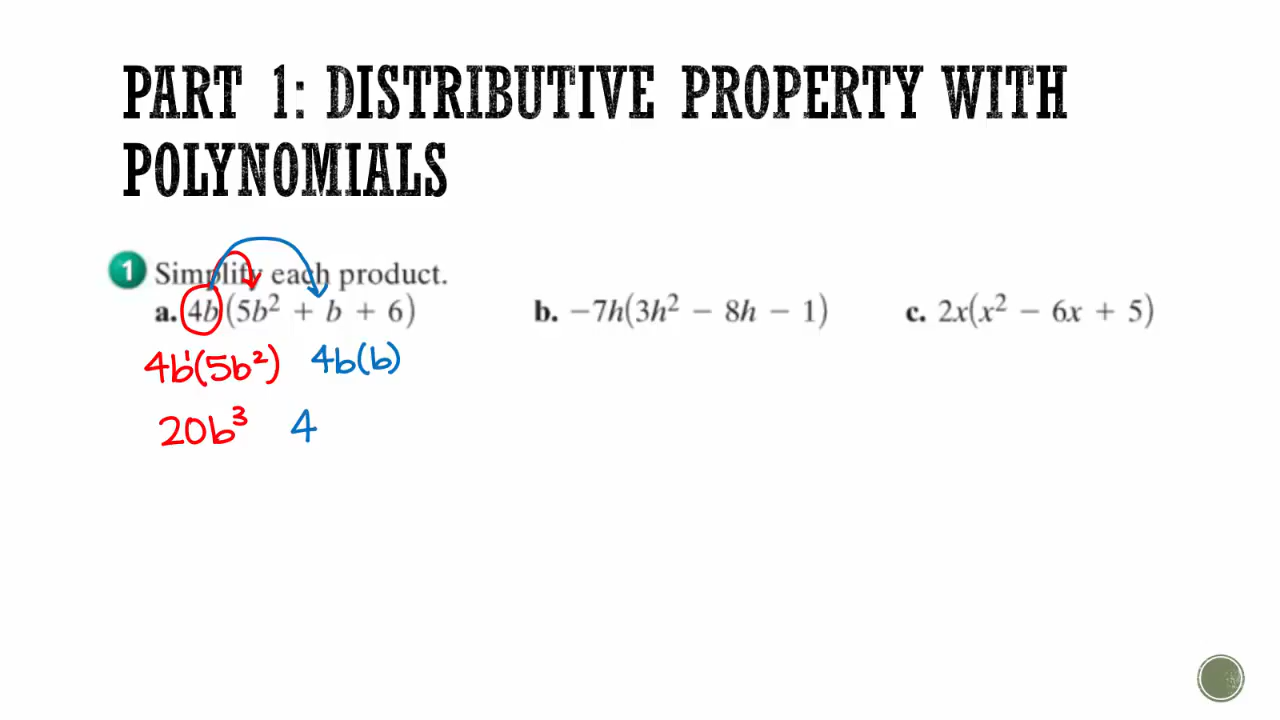 PART 1: DISTRIBUTIVE PROPERTY WITH
POLYNOMIALS
1 Simplify each product.
a. 4b(5b² + b + 6)
b. −7h(3h² − 8h − 1)
c. 2x(x² − 6x + 5)
4b¹(5b²) 4b(b)
20b³ 4